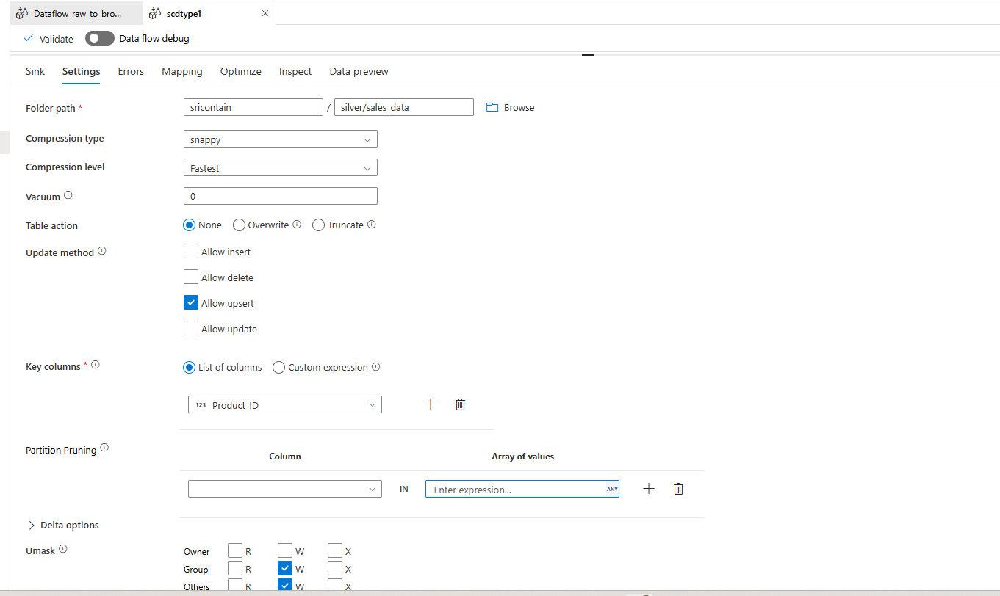 Dataflow_raw_to_bro... scdtype1
Validate Data flow debug
Sink Settings Errors Mapping Optimize Inspect Data preview
Folder path * sricontain / silver/sales_data Browse
Compression type snappy
Compression level Fastest
Vacuum 0
Table action None Overwrite Truncate
Update method Allow insert
Allow delete
Allow upsert
Allow update
Key columns * List of columns Custom expression
123 Product_ID
Partition Pruning
Column Array of values
IN Enter expression... ANY
Delta options
Umask Owner R W X
Group R W X
Others R W X